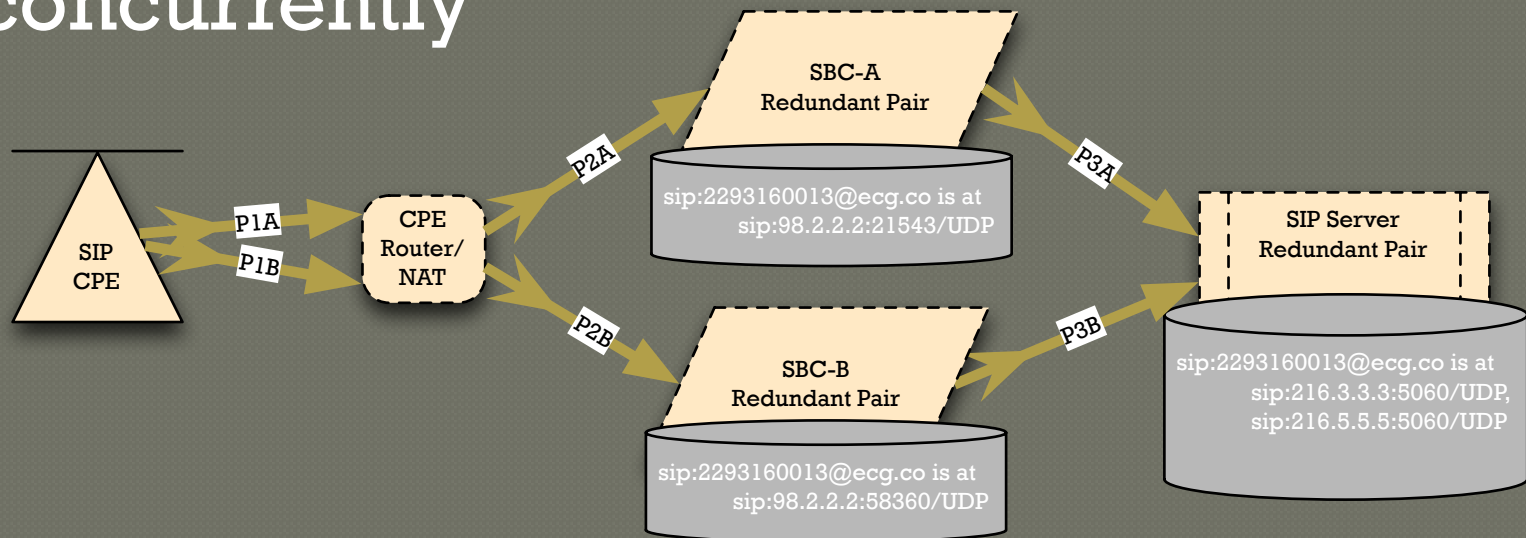 concurrently
SBC-A
Redundant Pair
sip:2293160013@ecg.co is at
sip:98.2.2.2:21543/UDP
P2A
P3A
P1A
P1B
SIP
CPE
CPE
Router/
NAT
SIP Server
Redundant Pair
P2B
P3B
SBC-B
Redundant Pair
sip:2293160013@ecg.co is at
sip:98.2.2.2:58360/UDP
sip:2293160013@ecg.co is at
sip:216.3.3.3:5060/UDP,
sip:216.5.5.5:5060/UDP